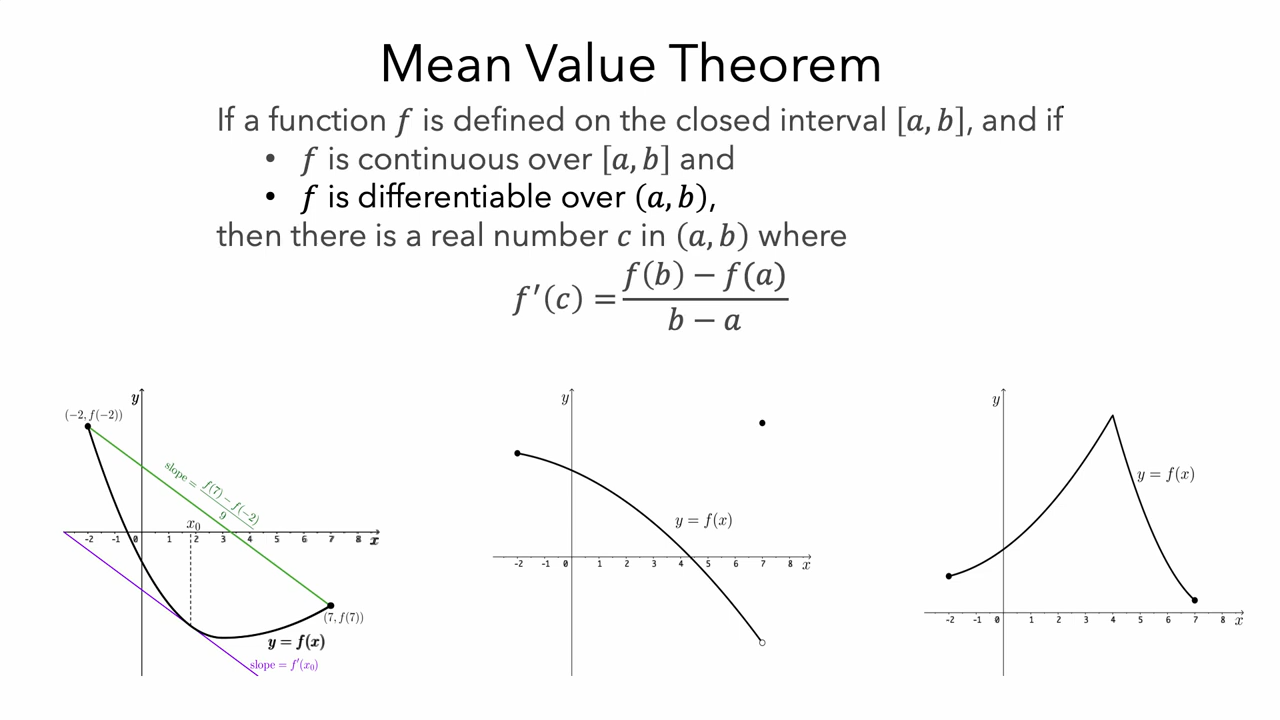 Mean Value Theorem
If a function f is defined on the closed interval [a, b], and if
• f is continuous over [a, b] and
• f is differentiable over (a, b),
then there is a real number c in (a, b) where
f′(c) = f(b) − f(a)
b − a
y
(−2, f(−2))
slope = f(7) − f(−2)
9
x₀
-2 -1 0 1 2 3 4 5 6 7 8 x
(7, f(7))
y = f(x)
slope = f′(x₀)
y
y = f(x)
-2 -1 0 1 2 3 4 5 6 7 8 x
y
y = f(x)
-2 -1 0 1 2 3 4 5 6 7 8 x